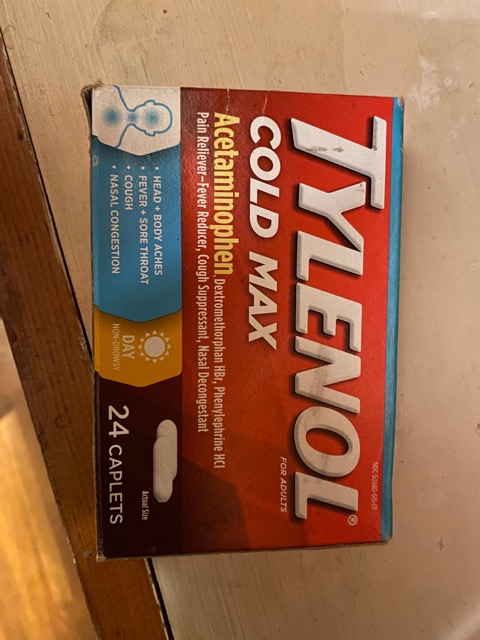 TYLENOL®
FOR ADULTS
COLD MAX
Acetaminophen, Dextromethorphan HBr, Phenylephrine HCl
Pain Reliever–Fever Reducer, Cough Suppressant, Nasal Decongestant
• HEAD + BODY ACHES
• FEVER + SORE THROAT
• COUGH
• NASAL CONGESTION
DAY
NON-DROWSY
Actual Size
24 CAPLETS